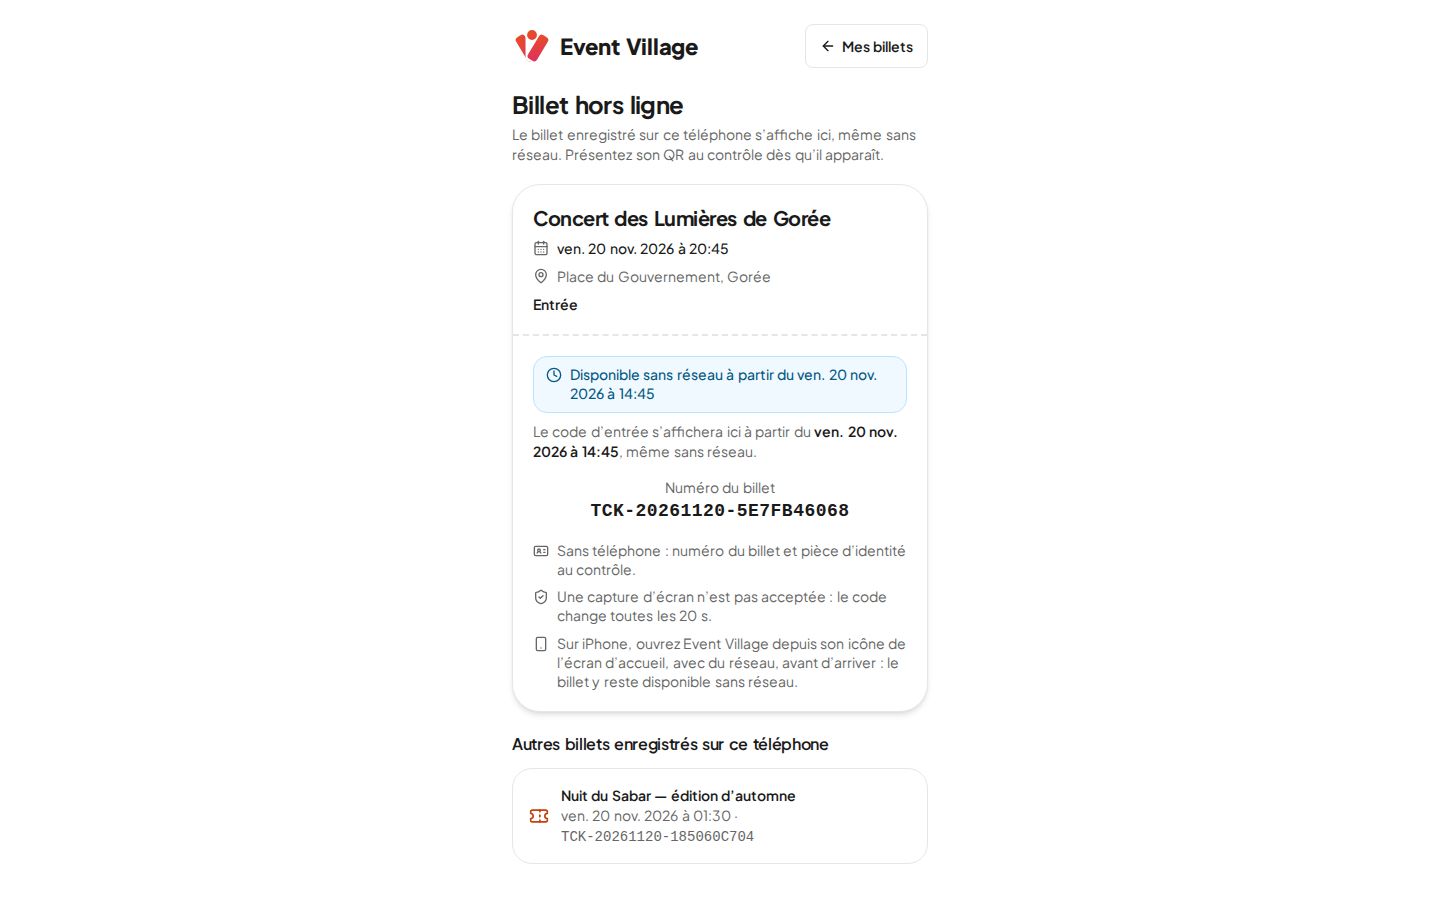 Event Village
Mes billets
Billet hors ligne
Le billet enregistré sur ce téléphone s’affiche ici, même sans
réseau. Présentez son QR au contrôle dès qu’il apparaît.
Concert des Lumières de Gorée
ven. 20 nov. 2026 à 20:45
Place du Gouvernement, Gorée
Entrée
Disponible sans réseau à partir du ven. 20 nov.
2026 à 14:45
Le code d’entrée s’affichera ici à partir du ven. 20 nov.
2026 à 14:45, même sans réseau.
Numéro du billet
TCK-20261120-5E7FB46068
Sans téléphone : numéro du billet et pièce d’identité
au contrôle.
Une capture d’écran n’est pas acceptée : le code
change toutes les 20 s.
Sur iPhone, ouvrez Event Village depuis son icône de
l’écran d’accueil, avec du réseau, avant d’arriver : le
billet y reste disponible sans réseau.
Autres billets enregistrés sur ce téléphone
Nuit du Sabar — édition d’automne
ven. 20 nov. 2026 à 01:30 ·
TCK-20261120-185060C704